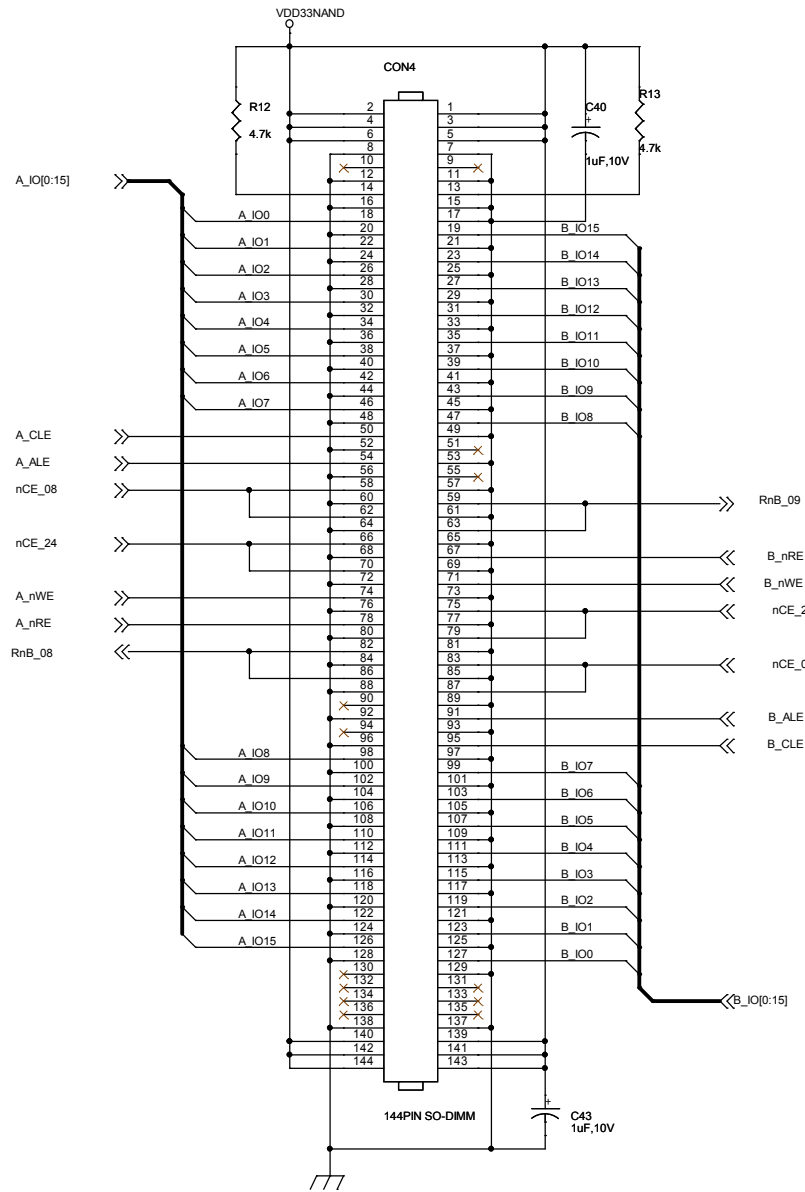 VDD33NAND
CON4
R12
4.7k
C40
+
1uF,10V
R13
4.7k
2 1
4 3
6 5
8 7
10 9
12 11
14 13
16 15
18 17
20 19
22 21
24 23
26 25
28 27
30 29
32 31
34 33
36 35
38 37
40 39
42 41
44 43
46 45
48 47
50 49
52 51
54 53
56 55
58 57
60 59
62 61
64 63
66 65
68 67
70 69
72 71
74 73
76 75
78 77
80 79
82 81
84 83
86 85
88 87
90 89
92 91
94 93
96 95
98 97
100 99
102 101
104 103
106 105
108 107
110 109
112 111
114 113
116 115
118 117
120 119
122 121
124 123
126 125
128 127
130 129
132 131
134 133
136 135
138 137
140 139
142 141
144 143
A_IO[0:15]
A_IO0
A_IO1
A_IO2
A_IO3
A_IO4
A_IO5
A_IO6
A_IO7
A_CLE
A_ALE
nCE_08
nCE_24
A_nWE
A_nRE
RnB_08
A_IO8
A_IO9
A_IO10
A_IO11
A_IO12
A_IO13
A_IO14
A_IO15
B_IO15
B_IO14
B_IO13
B_IO12
B_IO11
B_IO10
B_IO9
B_IO8
RnB_09
B_nRE
B_nWE
nCE_2
nCE_0
B_ALE
B_CLE
B_IO7
B_IO6
B_IO5
B_IO4
B_IO3
B_IO2
B_IO1
B_IO0
B_IO[0:15]
144PIN SO-DIMM
+
C43
1uF,10V